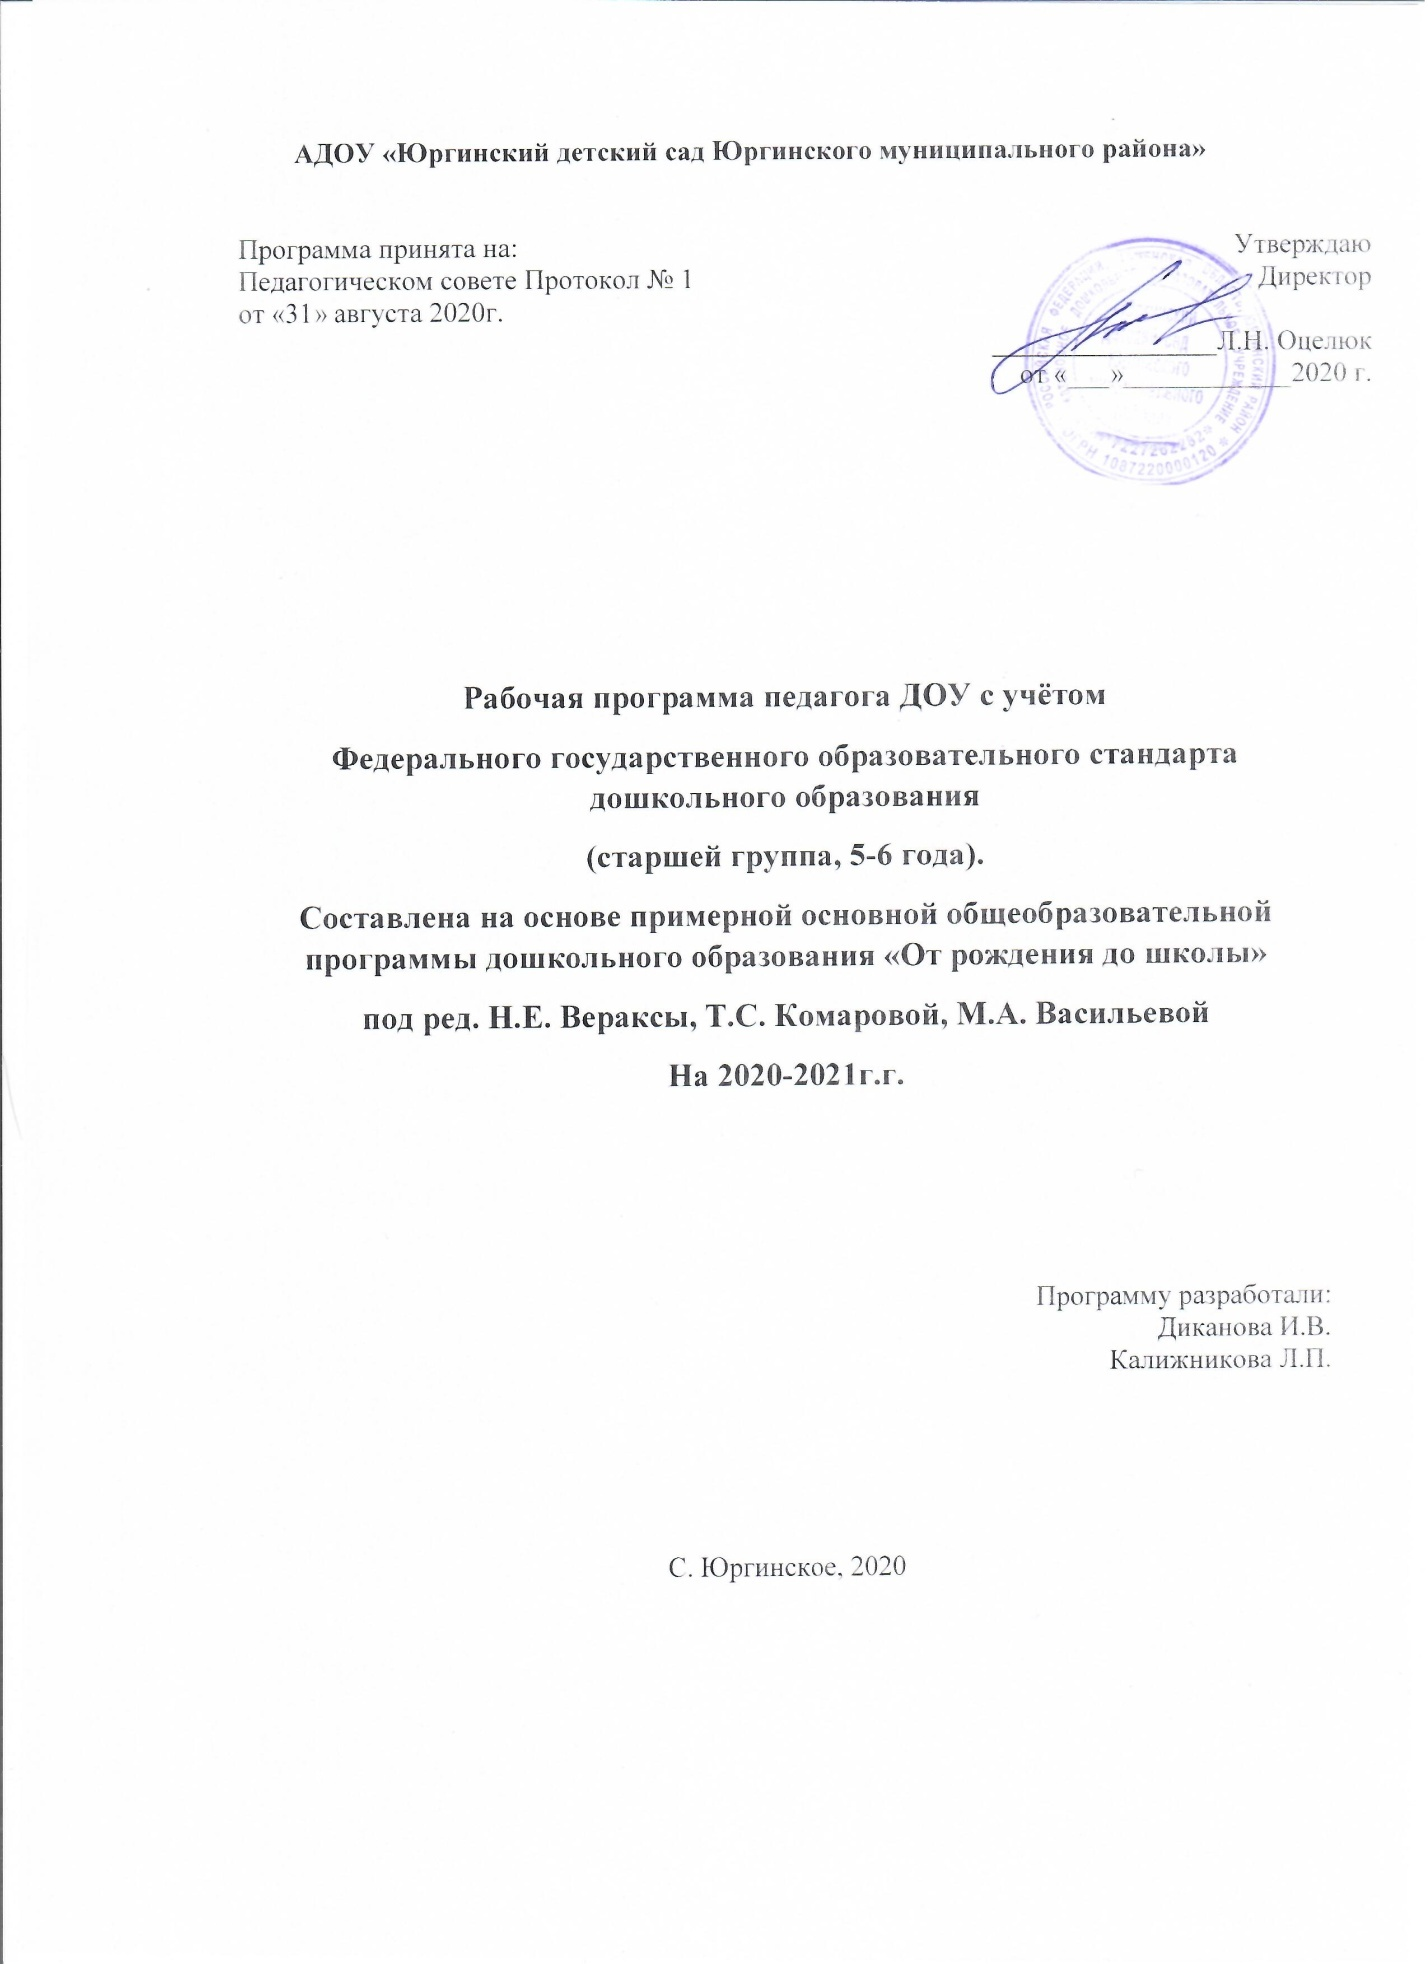 АДОУ «Юргинский детский сад Юргинского муниципального района»
Программа принята на:
Педагогическом совете Протокол № 1
от «31» августа 2020г.
Утверждаю
Директор
____________________Л.Н. Оцелюк
от «___»____________2020 г.
ОГРН 1087220000120
Рабочая программа педагога ДОУ с учётом
Федерального государственного образовательного стандарта
дошкольного образования
(старшей группа, 5-6 года).
Составлена на основе примерной основной общеобразовательной
программы дошкольного образования «От рождения до школы»
под ред. Н.Е. Вераксы, Т.С. Комаровой, М.А. Васильевой
На 2020-2021г.г.
Программу разработали:
Диканова И.В.
Калижникова Л.П.
С. Юргинское, 2020